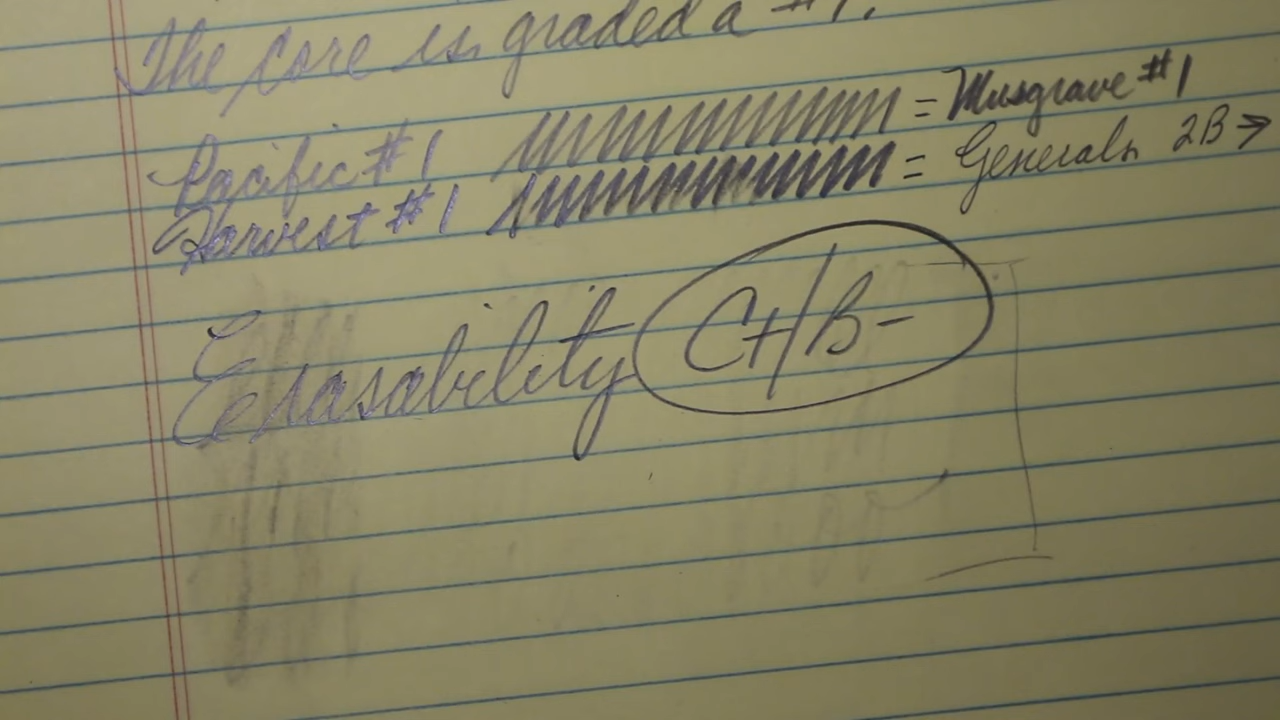 The core is graded a #1.
Pacific #1 = Musgrave #1
Harvest #1 = Generals 2B →
Erasability C+/B-